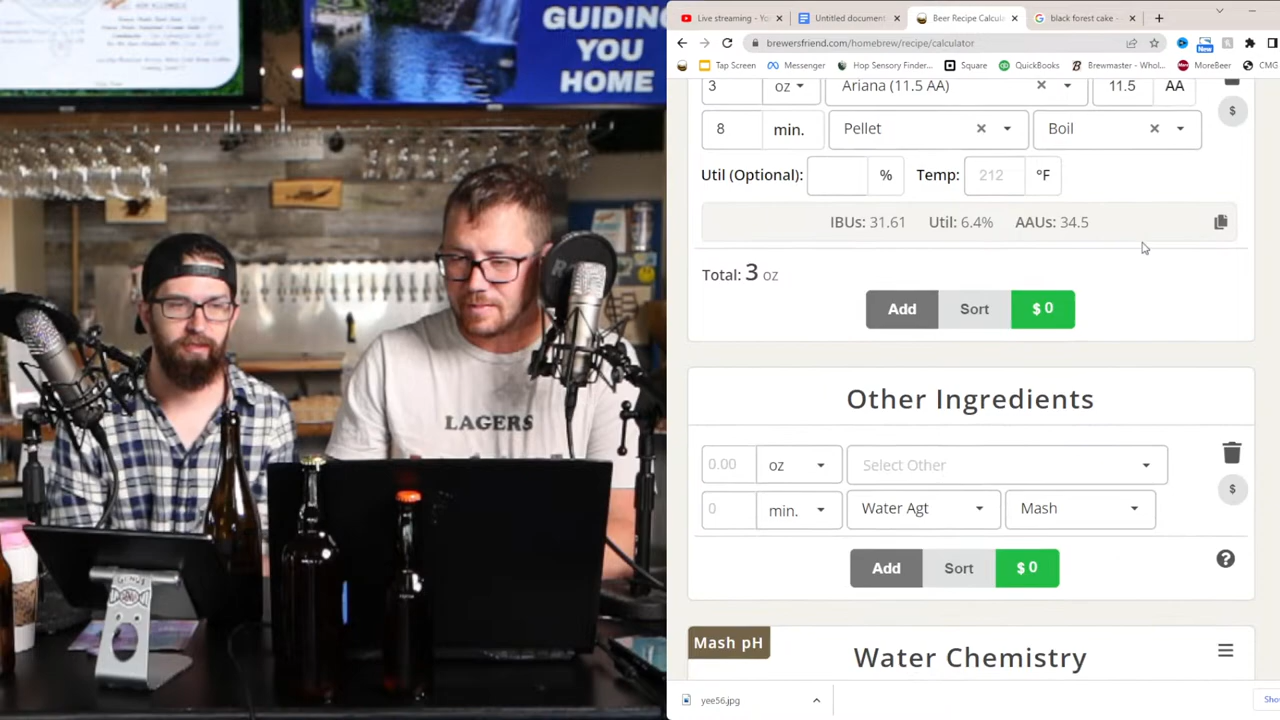 GUIDING
YOU
HOME
LAGERS
GENUS
Live streaming - Yo
Untitled document
Beer Recipe Calcula
black forest cake -
brewersfriend.com/homebrew/recipe/calculator
New
Tap Screen
Messenger
Hop Sensory Finder...
Square
QuickBooks
Brewmaster - Whol...
MoreBeer
CMG
3 oz Ariana (11.5 AA) 11.5 AA
$
8 min. Pellet Boil
Util (Optional): % Temp: 212 °F
IBUs: 31.61 Util: 6.4% AAUs: 34.5
Total: 3 oz
Add Sort $ 0
Other Ingredients
0.00 oz Select Other
$
0 min. Water Agt Mash
Add Sort $ 0 ?
Mash pH
Water Chemistry
yee56.jpg
Sho